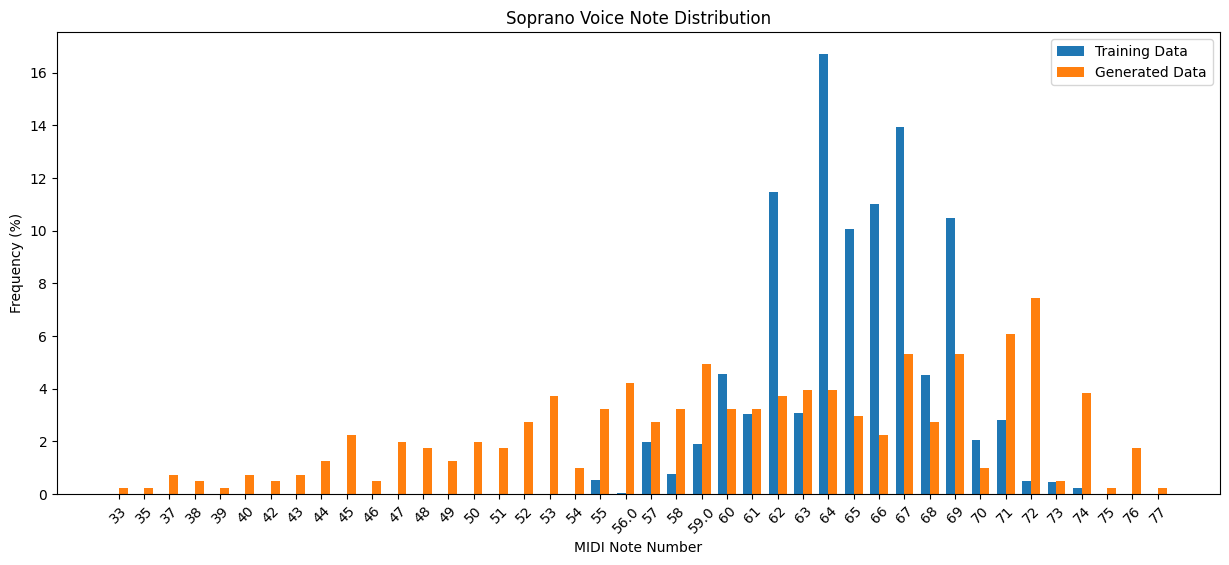 Soprano Voice Note Distribution
Training Data
Generated Data
Frequency (%)
16
14
12
10
8
6
4
2
0
33 35 37 38 39 40 42 43 44 45 46 47 48 49 50 51 52 53 54 55 56.0 57 58 59.0 60 61 62 63 64 65 66 67 68 69 70 71 72 73 74 75 76 77
MIDI Note Number